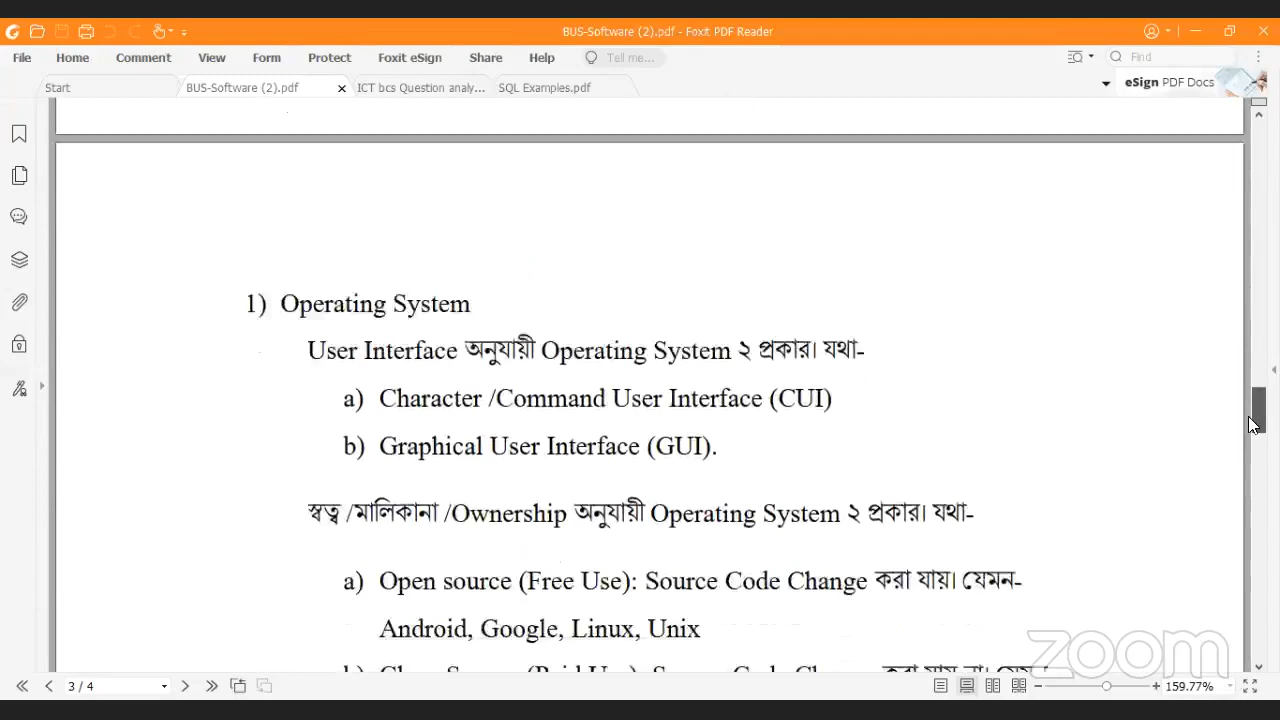 BUS-Software (2).pdf - Foxit PDF Reader
File Home Comment View Form Protect Foxit eSign Share Help Tell me... Find
Start BUS-Software (2).pdf ICT bcs Question analy... SQL Examples.pdf eSign PDF Docs
1) Operating System
User Interface অনুযায়ী Operating System ২ প্রকার। যথা-
a) Character /Command User Interface (CUI)
b) Graphical User Interface (GUI).
স্বত্ব /মালিকানা /Ownership অনুযায়ী Operating System ২ প্রকার। যথা-
a) Open source (Free Use): Source Code Change করা যায়। যেমন-
Android, Google, Linux, Unix
zoom
3 / 4 159.77%